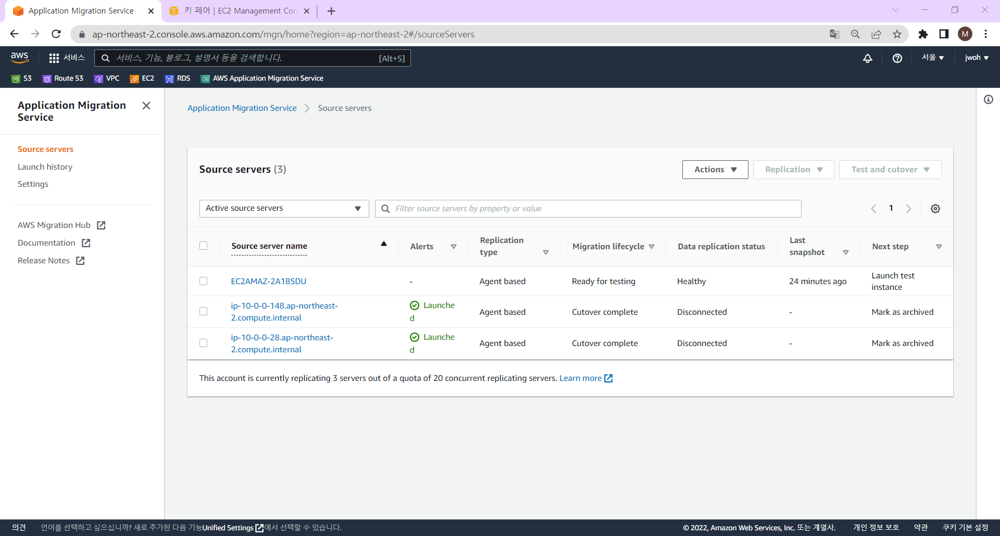 Application Migration Service
키 페어 | EC2 Management Con
ap-northeast-2.console.aws.amazon.com/mgn/home?region=ap-northeast-2#/sourceServers
M
aws
서비스
서비스, 기능, 블로그, 설명서 등을 검색합니다.
[Alt+S]
서울
jwoh
S3
Route 53
VPC
EC2
RDS
AWS Application Migration Service
Application Migration
Service
Source servers
Launch history
Settings
AWS Migration Hub
Documentation
Release Notes
Application Migration Service
Source servers
Source servers (3)
Actions
Replication
Test and cutover
Active source servers
Filter source servers by property or value
1
Source server name
Alerts
Replication
type
Migration lifecycle
Data replication status
Last
snapshot
Next step
EC2AMAZ-2A1BSDU
-
Agent based
Ready for testing
Healthy
24 minutes ago
Launch test
instance
ip-10-0-0-148.ap-northeast-
2.compute.internal
Launche
d
Agent based
Cutover complete
Disconnected
-
Mark as archived
ip-10-0-0-28.ap-northeast-
2.compute.internal
Launche
d
Agent based
Cutover complete
Disconnected
-
Mark as archived
This account is currently replicating 3 servers out of a quota of 20 concurrent replicating servers. Learn more
의견
언어를 선택하고 싶으십니까? 새로 추가된 다음 기능Unified Settings에서 선택할 수 있습니다.
© 2022, Amazon Web Services, Inc. 또는 계열사.
개인 정보 보호
약관
쿠키 기본 설정